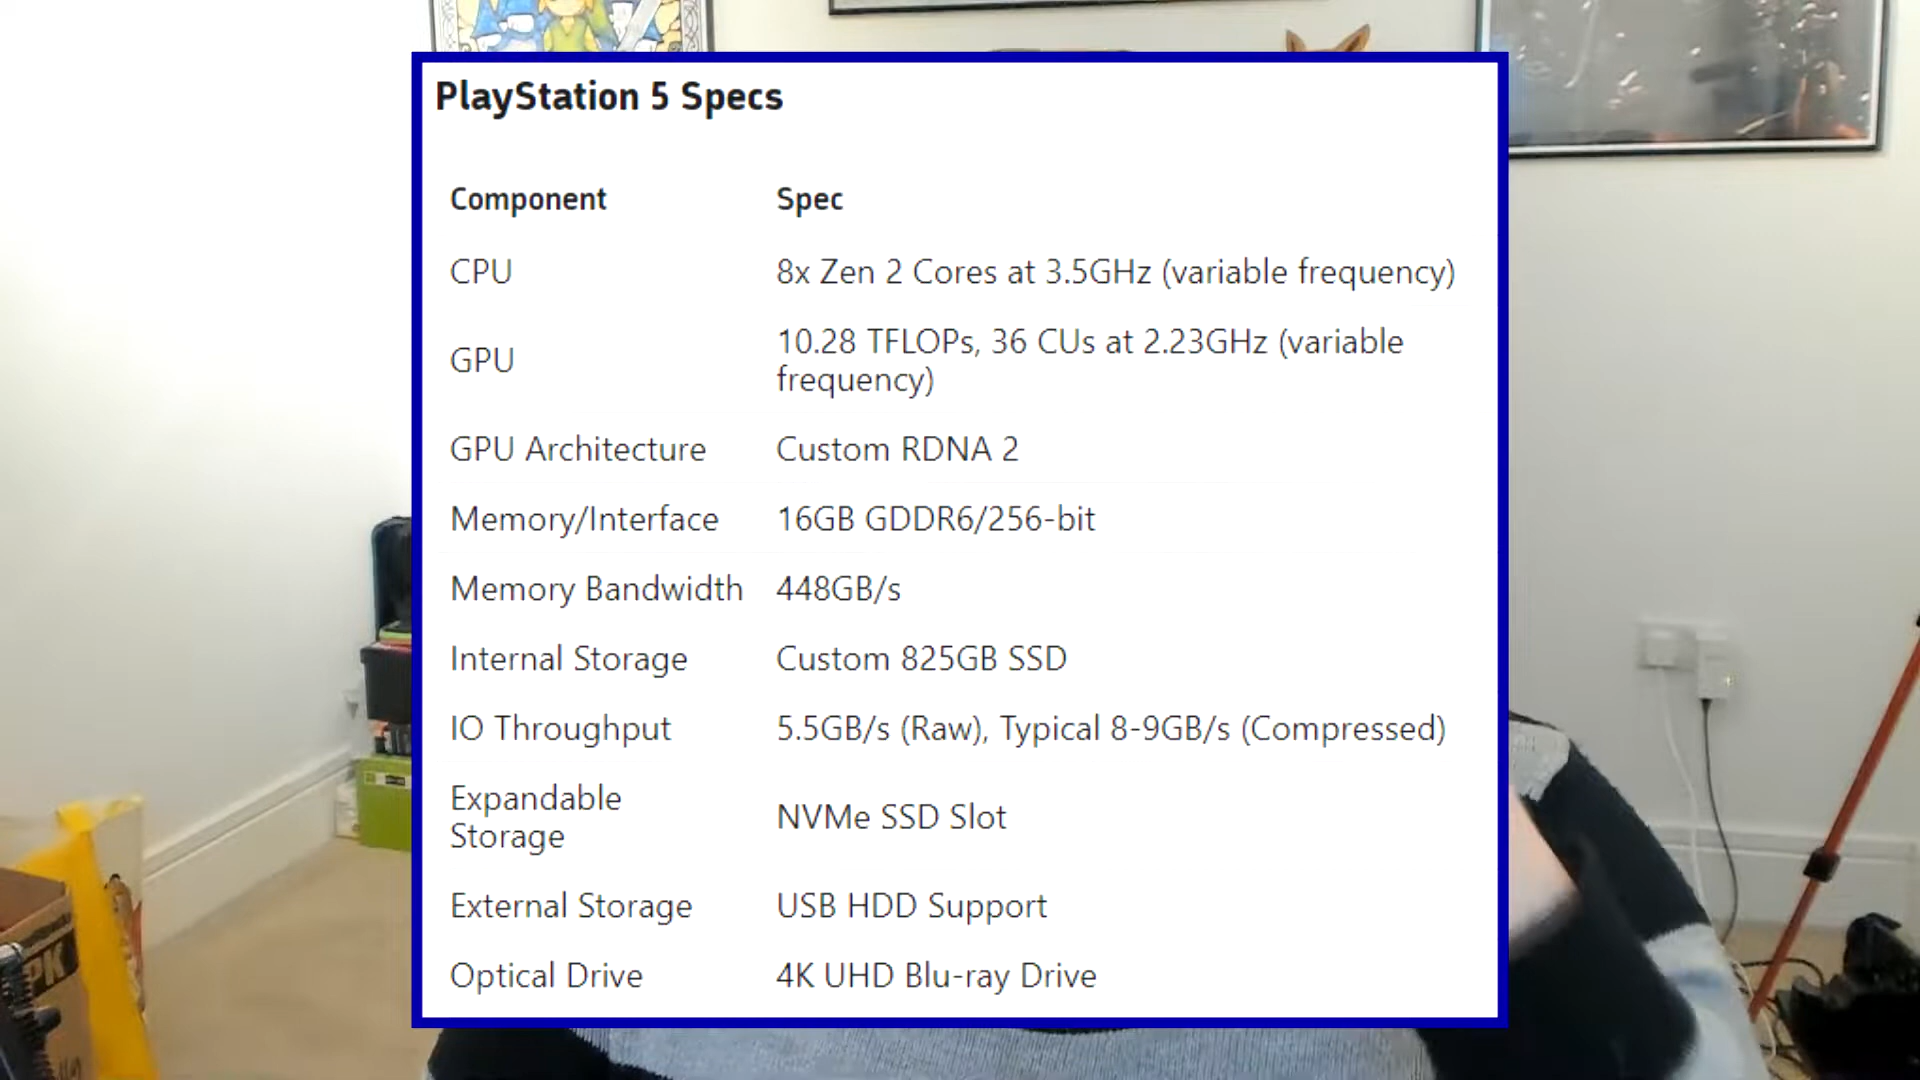 PlayStation 5 Specs
Component Spec
CPU 8x Zen 2 Cores at 3.5GHz (variable frequency)
GPU 10.28 TFLOPs, 36 CUs at 2.23GHz (variable
frequency)
GPU Architecture Custom RDNA 2
Memory/Interface 16GB GDDR6/256-bit
Memory Bandwidth 448GB/s
Internal Storage Custom 825GB SSD
IO Throughput 5.5GB/s (Raw), Typical 8-9GB/s (Compressed)
Expandable
Storage NVMe SSD Slot
External Storage USB HDD Support
Optical Drive 4K UHD Blu-ray Drive
PK